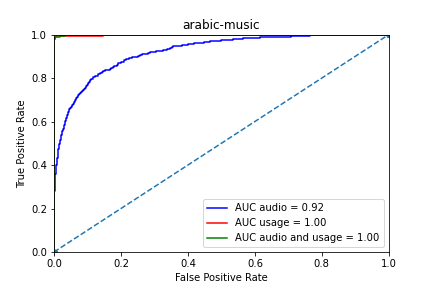 arabic-music
1.0
0.8
0.6
0.4
0.2
0.0
True Positive Rate
AUC audio = 0.92
AUC usage = 1.00
AUC audio and usage = 1.00
0.0 0.2 0.4 0.6 0.8 1.0
False Positive Rate